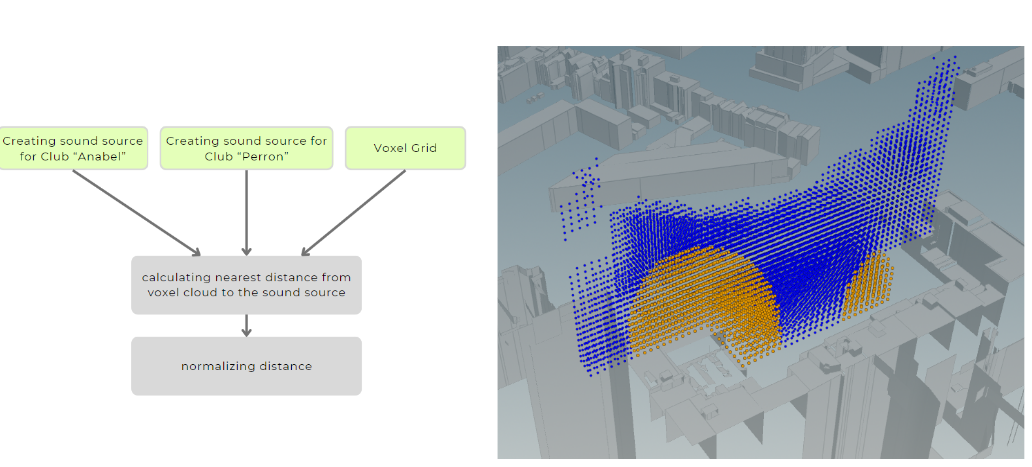 Creating sound source
for Club “Anabel”
Creating sound source for
Club “Perron”
Voxel Grid
calculating nearest distance from
voxel cloud to the sound source
normalizing distance